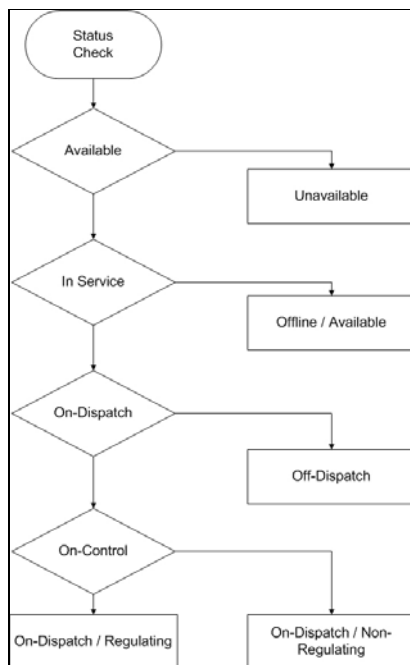 Status
Check
Available
Unavailable
In Service
Offline / Available
On-Dispatch
Off-Dispatch
On-Control
On-Dispatch / Regulating
On-Dispatch / Non-
Regulating